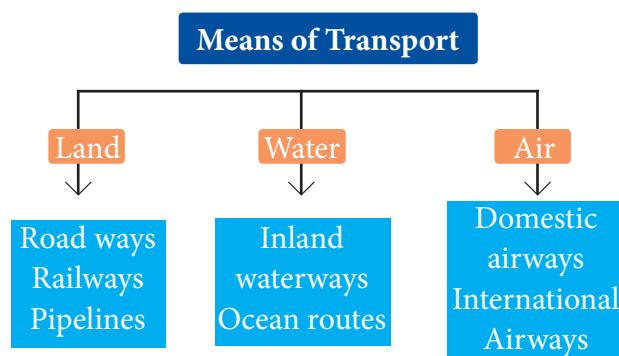 Means of Transport
Land
Water
Air
Road ways
Railways
Pipelines
Inland
waterways
Ocean routes
Domestic
airways
International
Airways